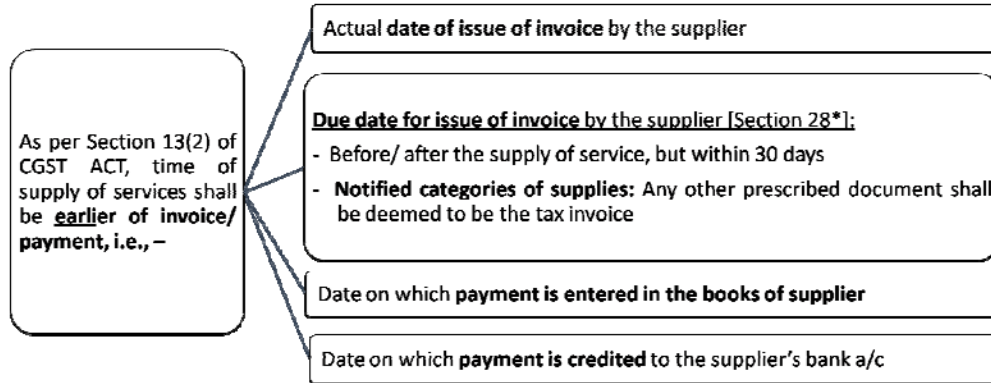 As per Section 13(2) of
CGST ACT, time of
supply of services shall
be earlier of invoice/
payment, i.e., –
Actual date of issue of invoice by the supplier
Due date for issue of invoice by the supplier [Section 28*]:
- Before/ after the supply of service, but within 30 days
- Notified categories of supplies: Any other prescribed document shall
be deemed to be the tax invoice
Date on which payment is entered in the books of supplier
Date on which payment is credited to the supplier's bank a/c